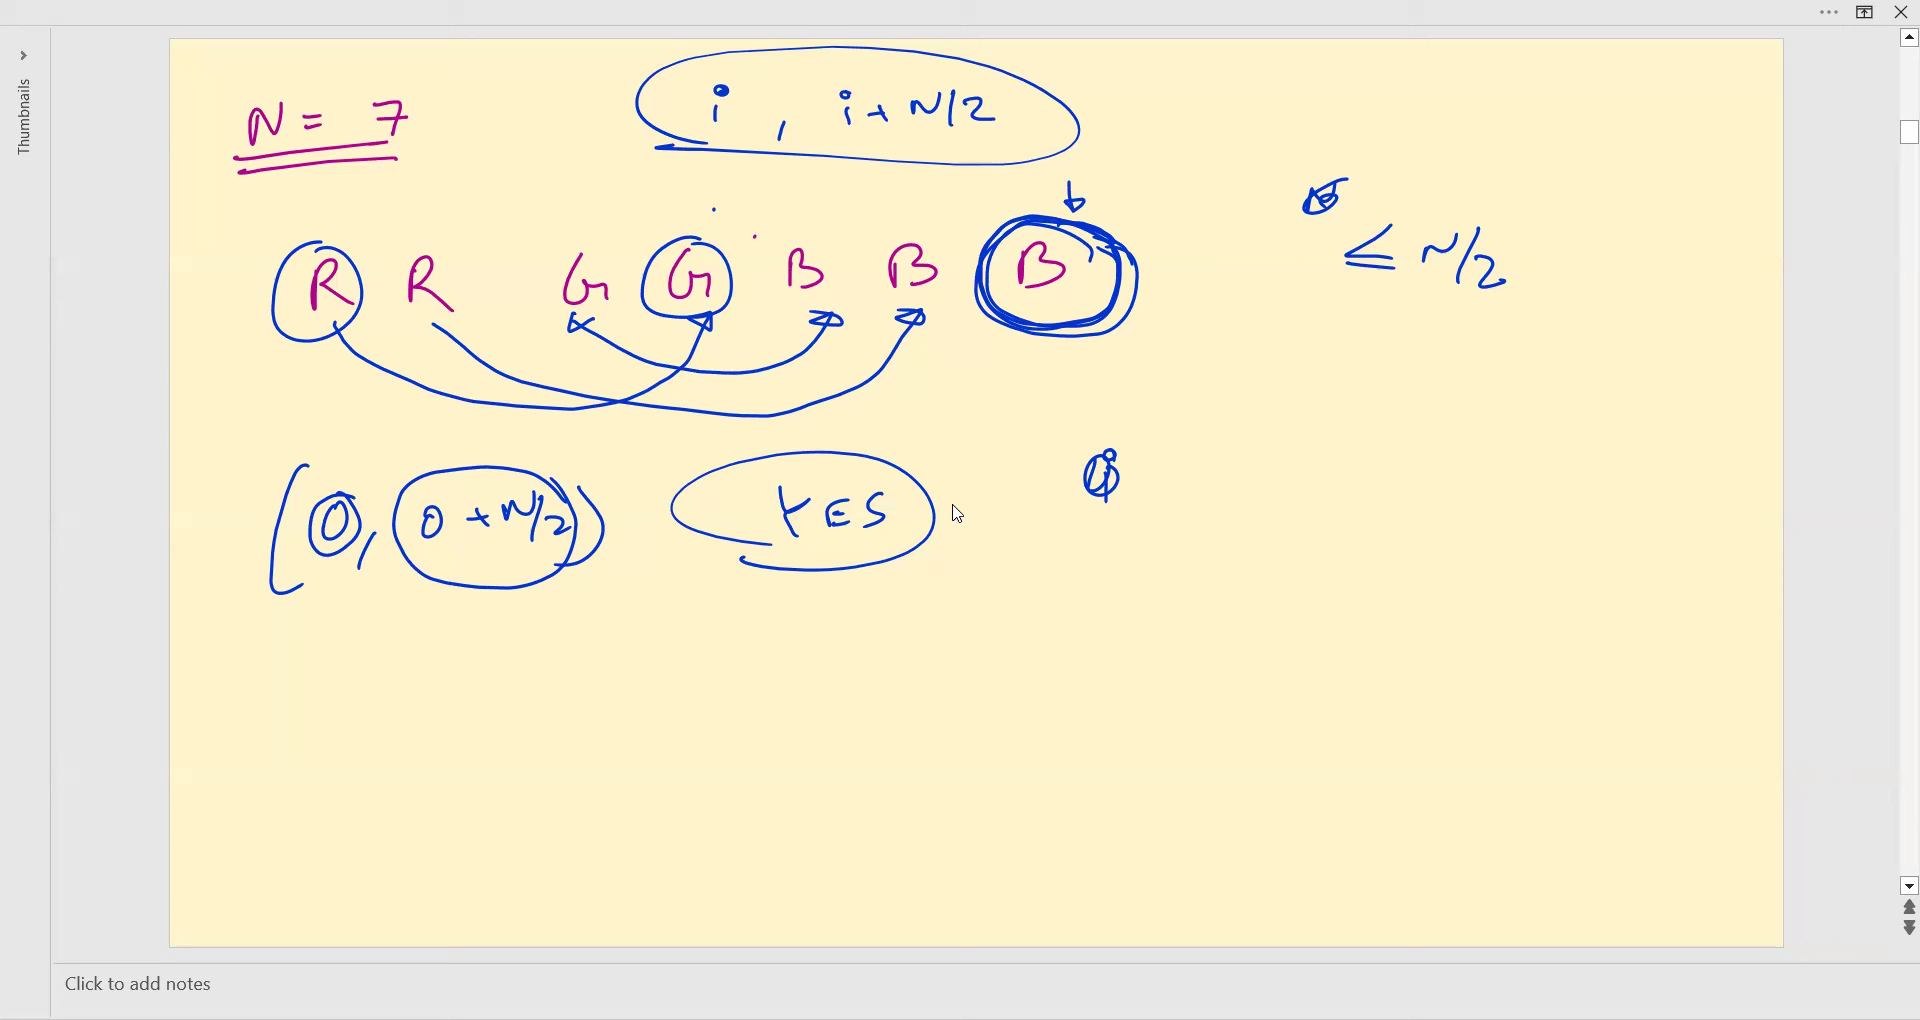 Thumbnails
N = 7
i, i + N/2
R R G G B B B
≤ N/2
(0, 0 + N/2)
YES
Click to add notes